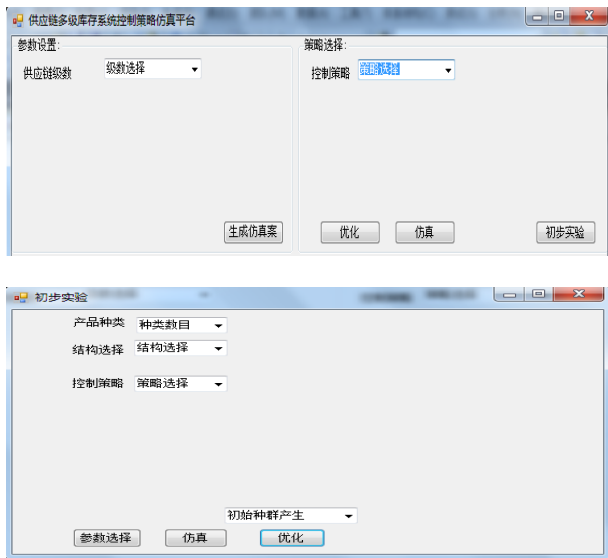 供应链多级库存系统控制策略仿真平台
参数设置: 策略选择:
供应链级数 级数选择 控制策略 策略选择
生成仿真案 优化 仿真 初步实验
初步实验
产品种类 种类数目
结构选择 结构选择
控制策略 策略选择
初始种群产生
参数选择 仿真 优化